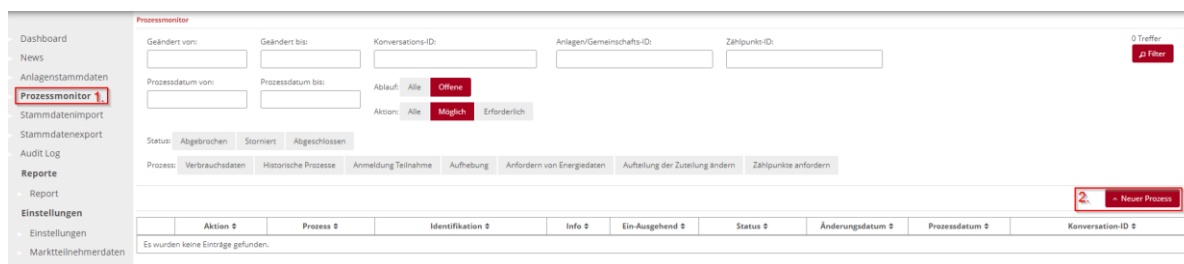 Prozessmonitor
Dashboard
News
Anlagenstammdaten
Prozessmonitor 1.
Stammdatenimport
Stammdatenexport
Audit Log
Reporte
Report
Einstellungen
Einstellungen
Marktteilnehmerdaten
Geändert von: Geändert bis: Konversations-ID: Anlagen/Gemeinschafts-ID: Zählpunkt-ID: 0 Treffer
Filter
Prozessdatum von: Prozessdatum bis: Ablauf: Alle Offene
Aktion: Alle Möglich Erforderlich
Status: Abgebrochen Storniert Abgeschlossen
Prozess: Verbrauchsdaten Historische Prozesse Anmeldung Teilnahme Aufhebung Anfordern von Energiedaten Aufteilung der Zuteilung ändern Zählpunkte anfordern
2. Neuer Prozess
Aktion Prozess Identifikation Info Ein-Ausgehend Status Änderungsdatum Prozessdatum Konversation-ID
Es wurden keine Einträge gefunden.